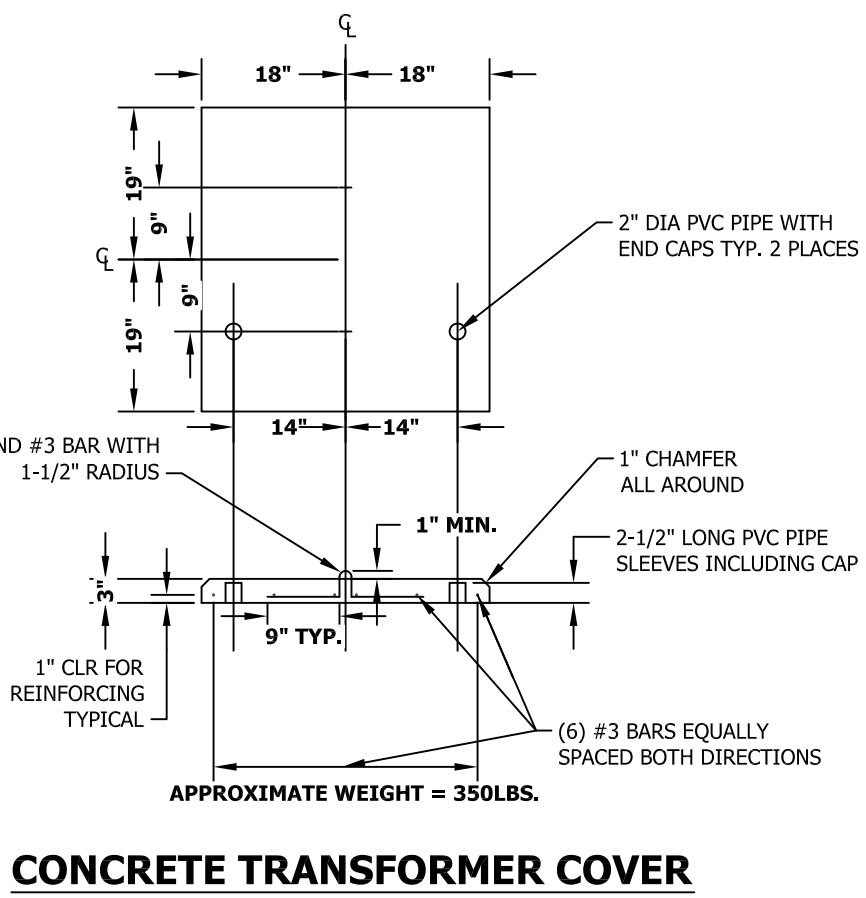 ℄
18" 18"
19"
9"
℄
9"
19"
2" DIA PVC PIPE WITH
END CAPS TYP. 2 PLACES
14" 14"
#3 BAR WITH
1-1/2" RADIUS
1" CHAMFER
ALL AROUND
1" MIN.
2-1/2" LONG PVC PIPE
SLEEVES INCLUDING CAP
3"
9" TYP.
1" CLR FOR
REINFORCING
TYPICAL
(6) #3 BARS EQUALLY
SPACED BOTH DIRECTIONS
APPROXIMATE WEIGHT = 350LBS.
CONCRETE TRANSFORMER COVER